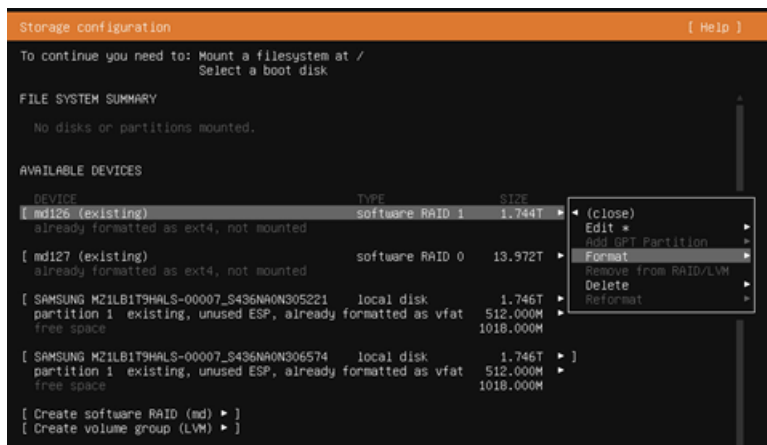 Storage configuration [ Help ]
To continue you need to: Mount a filesystem at /
Select a boot disk
FILE SYSTEM SUMMARY
No disks or partitions mounted.
AVAILABLE DEVICES
DEVICE TYPE SIZE
[ md126 (existing) software RAID 1 1.744T ▸
already formatted as ext4, not mounted
[ md127 (existing) software RAID 0 13.972T ▸
already formatted as ext4, not mounted
[ SAMSUNG MZ1LB1T9HALS-00007_S436NA0N305221 local disk 1.746T ▸
partition 1 existing, unused ESP, already formatted as vfat 512.000M ▸
free space 1018.000M
[ SAMSUNG MZ1LB1T9HALS-00007_S436NA0N306574 local disk 1.746T ▸ ]
partition 1 existing, unused ESP, already formatted as vfat 512.000M ▸
free space 1018.000M
[ Create software RAID (md) ▸ ]
[ Create volume group (LVM) ▸ ]
◂ (close)
Edit * ▸
Add GPT Partition ▸
Format ▸
Remove from RAID/LVM
Delete ▸
Reformat ▸